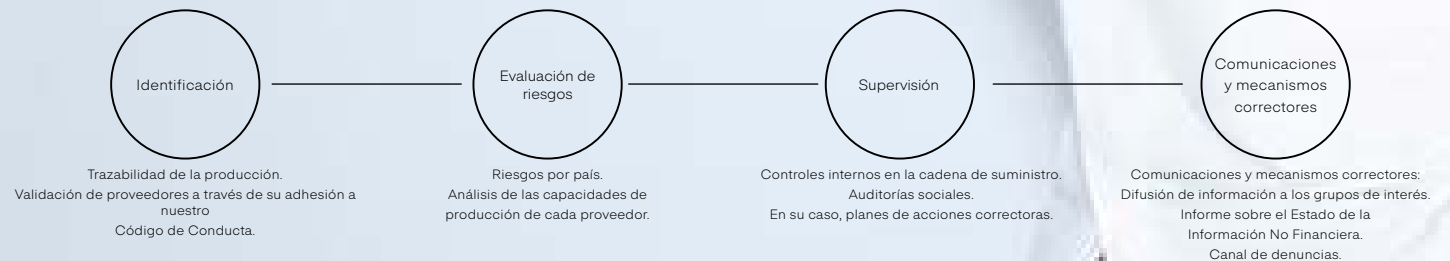 Identificación
Evaluación de
riesgos
Supervisión
Comunicaciones
y mecanismos
correctores
Trazabilidad de la producción.
Validación de proveedores a través de su adhesión a
nuestro
Código de Conducta.
Riesgos por país.
Análisis de las capacidades de
producción de cada proveedor.
Controles internos en la cadena de suministro.
Auditorías sociales.
En su caso, planes de acciones correctoras.
Comunicaciones y mecanismos correctores:
Difusión de información a los grupos de interés.
Informe sobre el Estado de la
Información No Financiera.
Canal de denuncias.